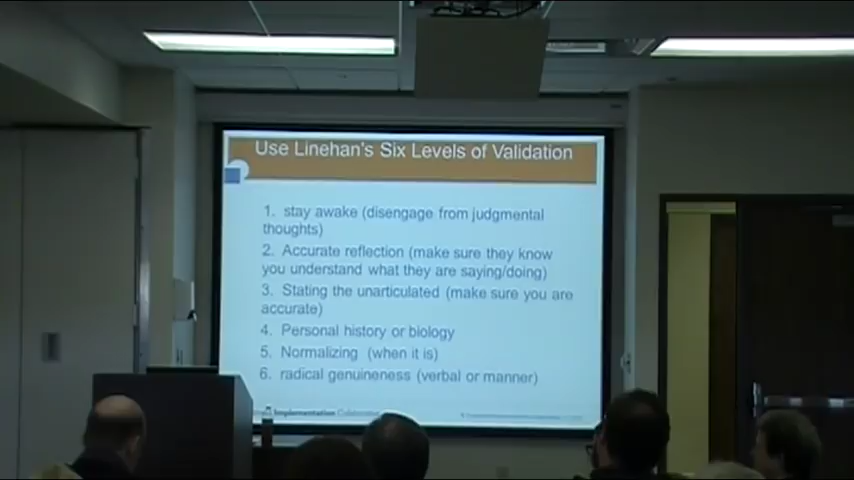 Use Linehan's Six Levels of Validation
1. stay awake (disengage from judgmental
thoughts)
2. Accurate reflection (make sure they know
you understand what they are saying/doing)
3. Stating the unarticulated (make sure you are
accurate)
4. Personal history or biology
5. Normalizing (when it is)
6. radical genuineness (verbal or manner)
Implementation